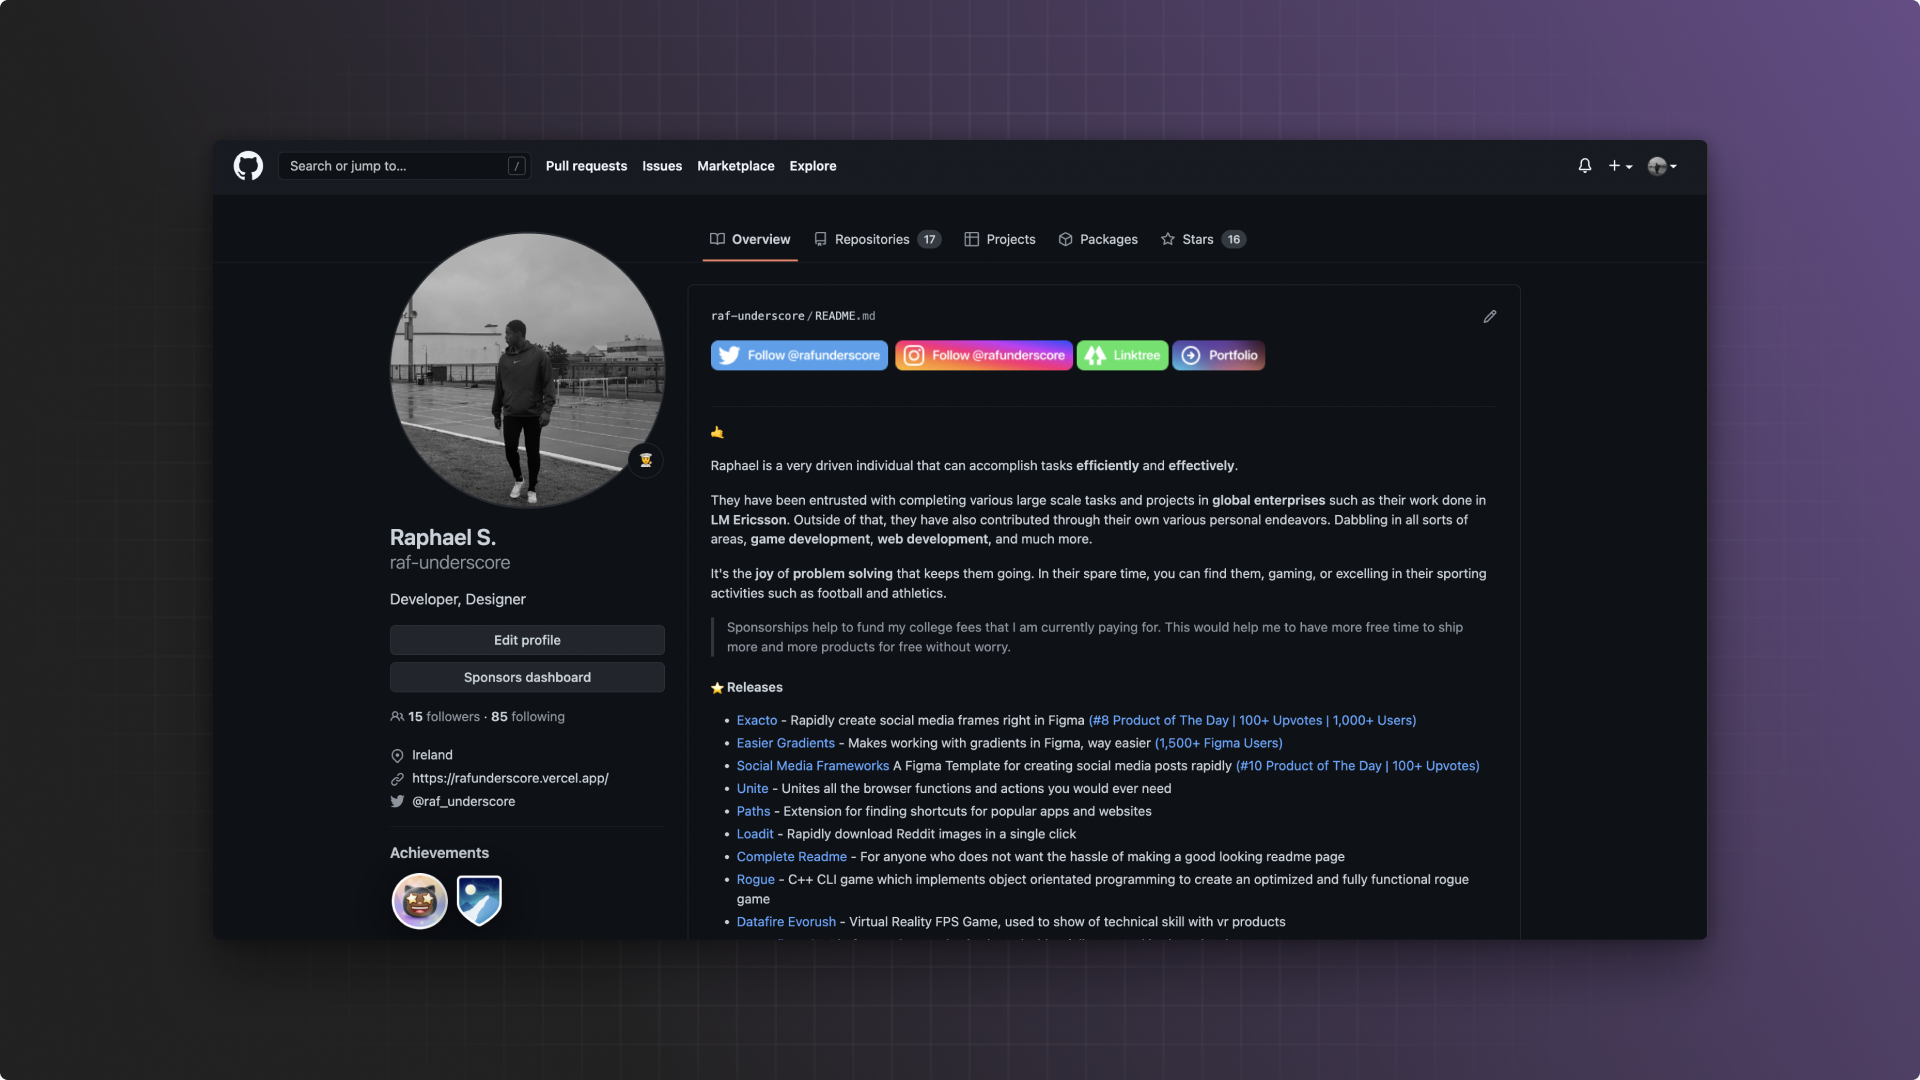 Search or jump to... /
Pull requests
Issues
Marketplace
Explore
Overview
Repositories 17
Projects
Packages
Stars 16
Raphael S.
raf-underscore
Developer, Designer
Edit profile
Sponsors dashboard
15 followers · 85 following
Ireland
https://rafunderscore.vercel.app/
@raf_underscore
Achievements
raf-underscore/README.md
Follow @rafunderscore
Follow @rafunderscore
Linktree
Portfolio
Raphael is a very driven individual that can accomplish tasks efficiently and effectively.
They have been entrusted with completing various large scale tasks and projects in global enterprises such as their work done in
LM Ericsson. Outside of that, they have also contributed through their own various personal endeavors. Dabbling in all sorts of
areas, game development, web development, and much more.
It's the joy of problem solving that keeps them going. In their spare time, you can find them, gaming, or excelling in their sporting
activities such as football and athletics.
Sponsorships help to fund my college fees that I am currently paying for. This would help me to have more free time to ship
more and more products for free without worry.
⭐ Releases
• Exacto - Rapidly create social media frames right in Figma (#8 Product of The Day | 100+ Upvotes | 1,000+ Users)
• Easier Gradients - Makes working with gradients in Figma, way easier (1,500+ Figma Users)
• Social Media Frameworks A Figma Template for creating social media posts rapidly (#10 Product of The Day | 100+ Upvotes)
• Unite - Unites all the browser functions and actions you would ever need
• Paths - Extension for finding shortcuts for popular apps and websites
• Loadit - Rapidly download Reddit images in a single click
• Complete Readme - For anyone who does not want the hassle of making a good looking readme page
• Rogue - C++ CLI game which implements object orientated programming to create an optimized and fully functional rogue
game
• Datafire Evorush - Virtual Reality FPS Game, used to show of technical skill with vr products